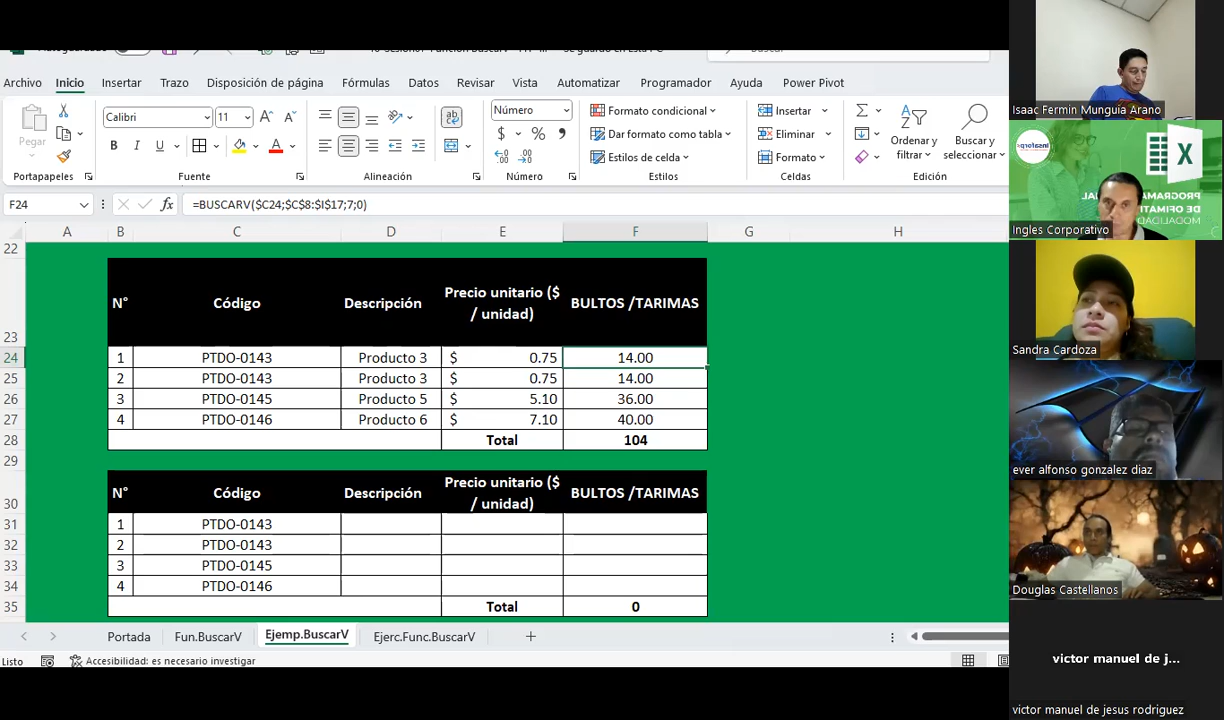 Archivo Inicio Insertar Trazo Disposición de página Fórmulas Datos Revisar Vista Automatizar Programador Ayuda Power Pivot
Pegar
Calibri 11
N K S
Número
$ % 
Formato condicional
Dar formato como tabla
Estilos de celda
Insertar
Eliminar
Formato
Ordenar y filtrar
Buscar y seleccionar
Portapapeles Fuente Alineación Número Estilos Celdas Edición
F24 fx =BUSCARV($C24;$C$8:$I$17;7;0)
A B C D E F G H
22
23 N° Código Descripción Precio unitario ($ / unidad) BULTOS /TARIMAS
24 1 PTDO-0143 Producto 3 $ 0.75 14.00
25 2 PTDO-0143 Producto 3 $ 0.75 14.00
26 3 PTDO-0145 Producto 5 $ 5.10 36.00
27 4 PTDO-0146 Producto 6 $ 7.10 40.00
28 Total 104
29
30 N° Código Descripción Precio unitario ($ / unidad) BULTOS /TARIMAS
31 1 PTDO-0143
32 2 PTDO-0143
33 3 PTDO-0145
34 4 PTDO-0146
35 Total 0
Portada Fun.BuscarV Ejemp.BuscarV Ejerc.Func.BuscarV
Listo Accesibilidad: es necesario investigar
Isaac Fermin Munguia Arano
Ingles Corporativo
Sandra Cardoza
ever alfonso gonzalez diaz
Douglas Castellanos
victor manuel de j...
victor manuel de jesus rodriguez